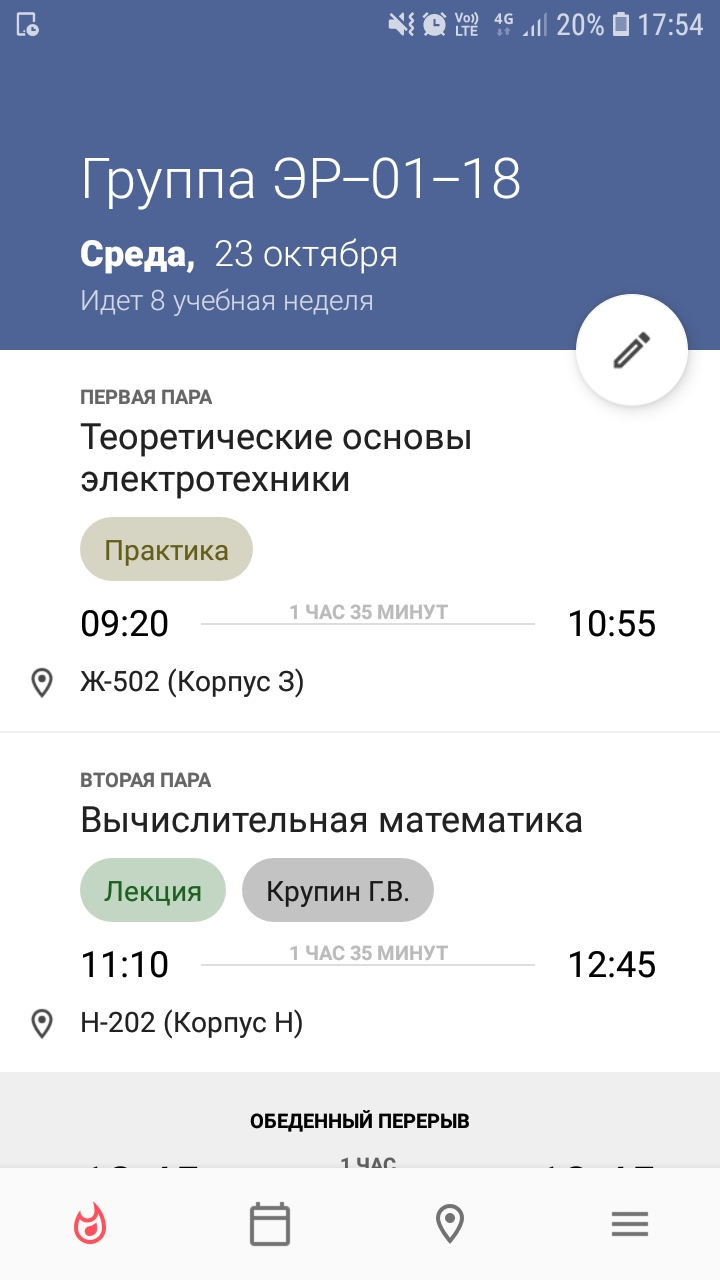 Vo)) 4G 20% 17:54
LTE
Группа ЭР–01–18
Среда, 23 октября
Идет 8 учебная неделя
ПЕРВАЯ ПАРА
Теоретические основы
электротехники
Практика
09:20 1 ЧАС 35 МИНУТ 10:55
Ж-502 (Корпус З)
ВТОРАЯ ПАРА
Вычислительная математика
Лекция Крупин Г.В.
11:10 1 ЧАС 35 МИНУТ 12:45
Н-202 (Корпус Н)
ОБЕДЕННЫЙ ПЕРЕРЫВ
1 ЧАС